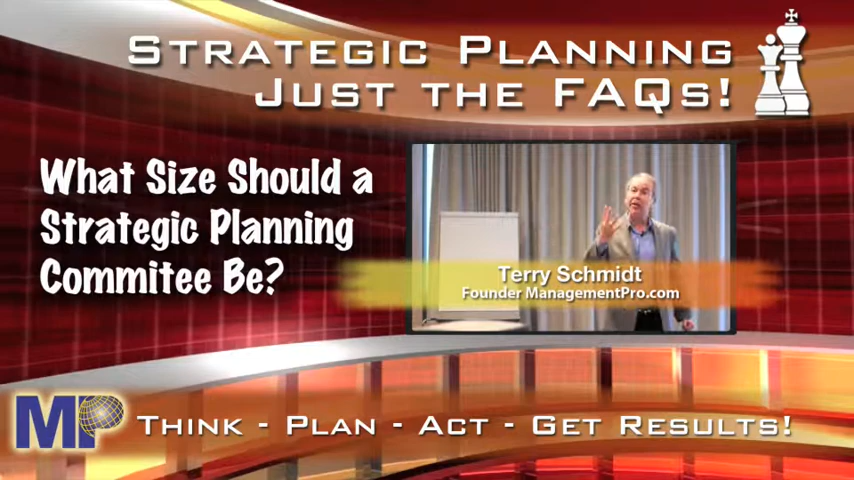 Strategic Planning
Just the FAQs!
What Size Should a
Strategic Planning
Commitee Be?
Terry Schmidt
Founder ManagementPro.com
MP
Think - Plan - Act - Get Results!